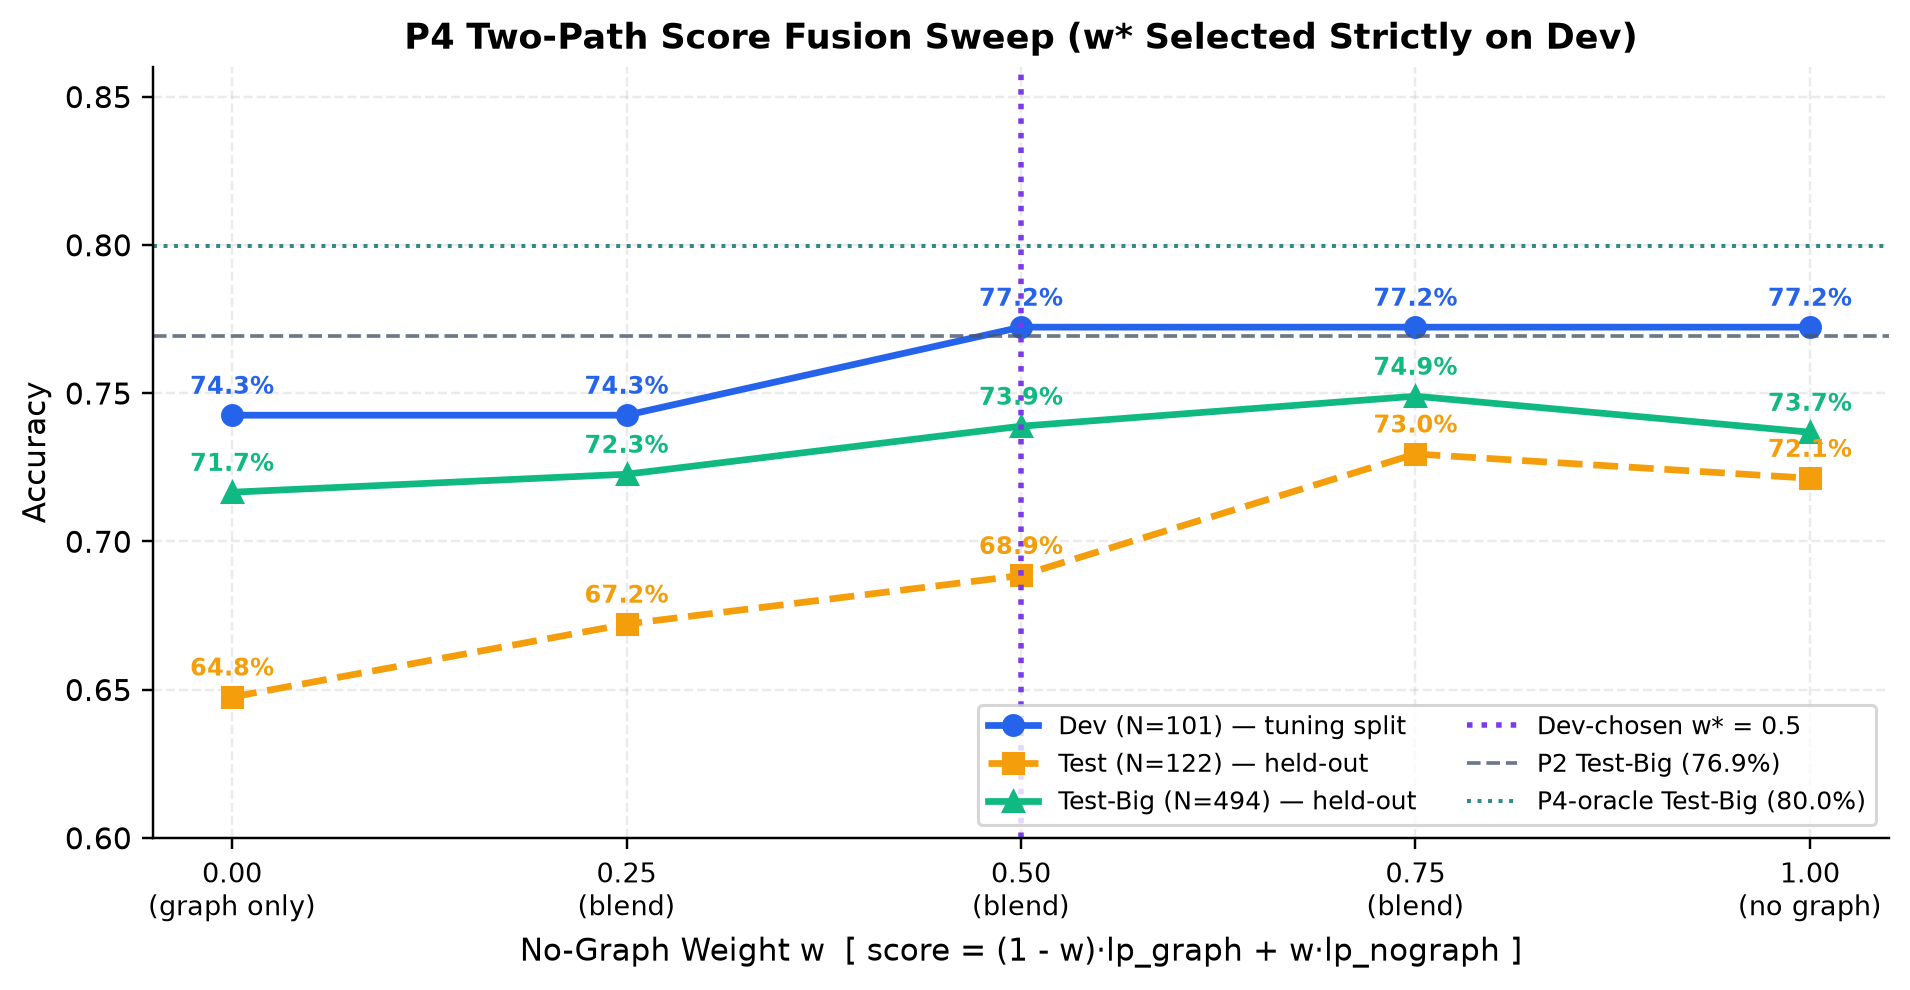 P4 Two-Path Score Fusion Sweep (w* Selected Strictly on Dev)
Accuracy
0.85
0.80
0.75
0.70
0.65
0.60
77.2%
77.2%
77.2%
74.3%
74.3%
74.9%
73.9%
73.7%
73.0%
72.3%
72.1%
71.7%
68.9%
67.2%
64.8%
Dev (N=101) — tuning split
Test (N=122) — held-out
Test-Big (N=494) — held-out
Dev-chosen w* = 0.5
P2 Test-Big (76.9%)
P4-oracle Test-Big (80.0%)
0.00
(graph only)
0.25
(blend)
0.50
(blend)
0.75
(blend)
1.00
(no graph)
No-Graph Weight w  [ score = (1 - w)·lp_graph + w·lp_nograph ]